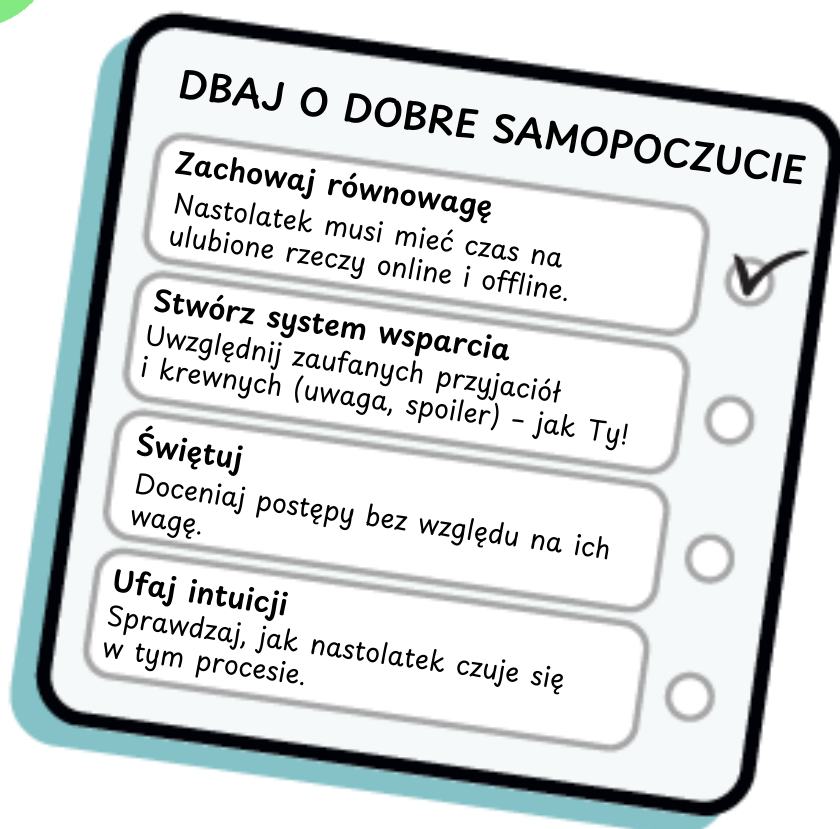 DBAJ O DOBRE SAMOPOCZUCIE
Zachowaj równowagę
Nastolatek musi mieć czas na
ulubione rzeczy online i offline.
Stwórz system wsparcia
Uwzględnij zaufanych przyjaciół
i krewnych (uwaga, spoiler) – jak Ty!
Świętuj
Doceniaj postępy bez względu na ich
wagę.
Ufaj intuicji
Sprawdzaj, jak nastolatek czuje się
w tym procesie.